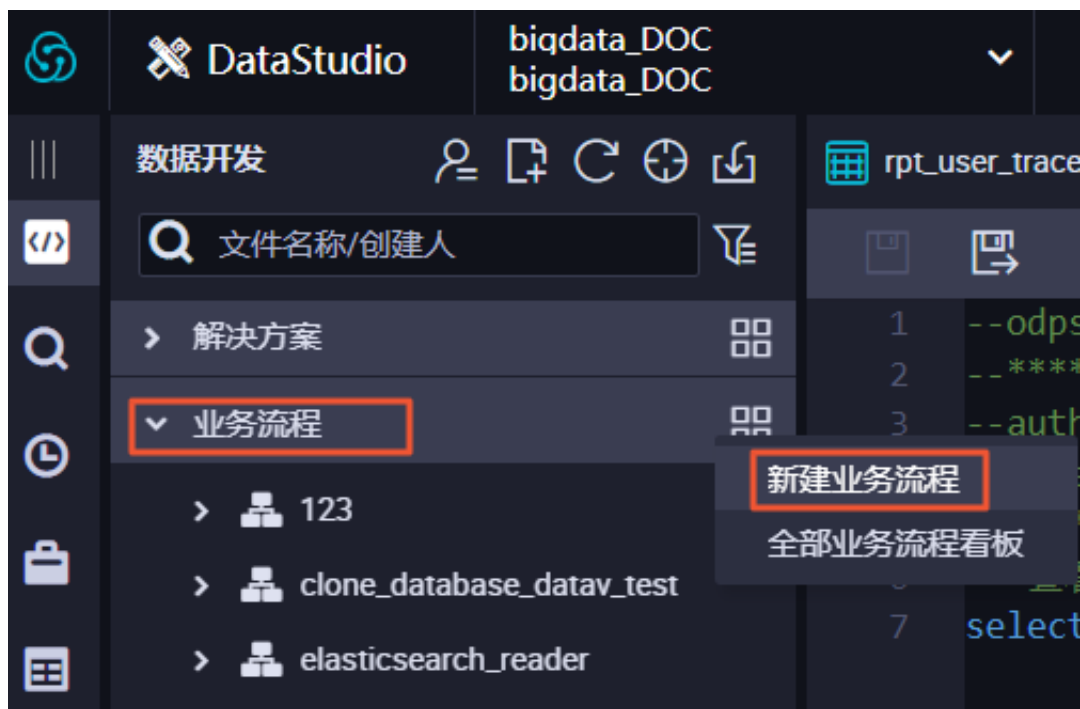 DataStudio
bigdata_DOC
bigdata_DOC
数据开发
rpt_user_trace
文件名称/创建人
解决方案
1 --odps
2 --****
业务流程
3 --auth
新建业务流程
123
全部业务流程看板
clone_database_datav_test
7 select
elasticsearch_reader